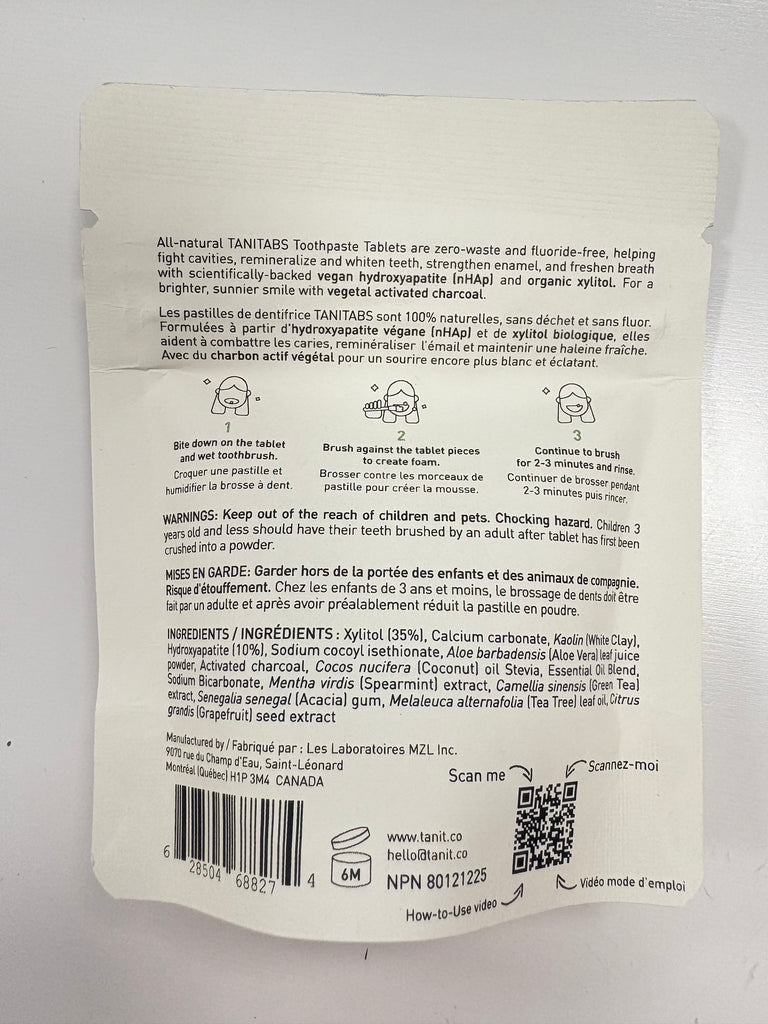 All-natural TANITABS Toothpaste Tablets are zero-waste and fluoride-free, helping
fight cavities, remineralize and whiten teeth, strengthen enamel, and freshen breath
with scientifically-backed vegan hydroxyapatite (nHAp) and organic xylitol. For a
brighter, sunnier smile with vegetal activated charcoal.
Les pastilles de dentifrice TANITABS sont 100% naturelles, sans déchet et sans fluor.
Formulées à partir d'hydroxyapatite végane (nHAp) et de xylitol biologique, elles
aident à combattre les caries, reminéraliser l'émail et maintenir une haleine fraîche.
Avec du charbon actif végétal pour un sourire encore plus blanc et éclatant.
1
Bite down on the tablet
and wet toothbrush.
Croquer une pastille et
humidifier la brosse à dent.
2
Brush against the tablet pieces
to create foam.
Brosser contre les morceaux de
pastille pour créer la mousse.
3
Continue to brush
for 2-3 minutes and rinse.
Continuer de brosser pendant
2-3 minutes puis rincer.
WARNINGS: Keep out of the reach of children and pets. Chocking hazard. Children 3
years old and less should have their teeth brushed by an adult after tablet has first been
crushed into a powder.
MISES EN GARDE: Garder hors de la portée des enfants et des animaux de compagnie.
Risque d'étouffement. Chez les enfants de 3 ans et moins, le brossage de dents doit être
fait par un adulte et après avoir préalablement réduit la pastille en poudre.
INGREDIENTS / INGRÉDIENTS : Xylitol (35%), Calcium carbonate, Kaolin (White Clay),
Hydroxyapatite (10%), Sodium cocoyl isethionate, Aloe barbadensis (Aloe Vera) leaf juice
powder, Activated charcoal, Cocos nucifera (Coconut) oil Stevia, Essential Oil Blend,
Sodium Bicarbonate, Mentha virdis (Spearmint) extract, Camellia sinensis (Green Tea)
extract, Senegalia senegal (Acacia) gum, Melaleuca alternafolia (Tea Tree) leaf oil, Citrus
grandis (Grapefruit) seed extract
Manufactured by / Fabriqué par : Les Laboratoires MZL Inc.
9070 rue du Champ d'Eau, Saint-Léonard
Montréal (Québec) H1P 3M4 CANADA
Scan me
Scannez-moi
6 28504 68827 4
6M
www.tanit.co
hello@tanit.co
NPN 80121225
How-to-Use video
Vidéo mode d'emploi